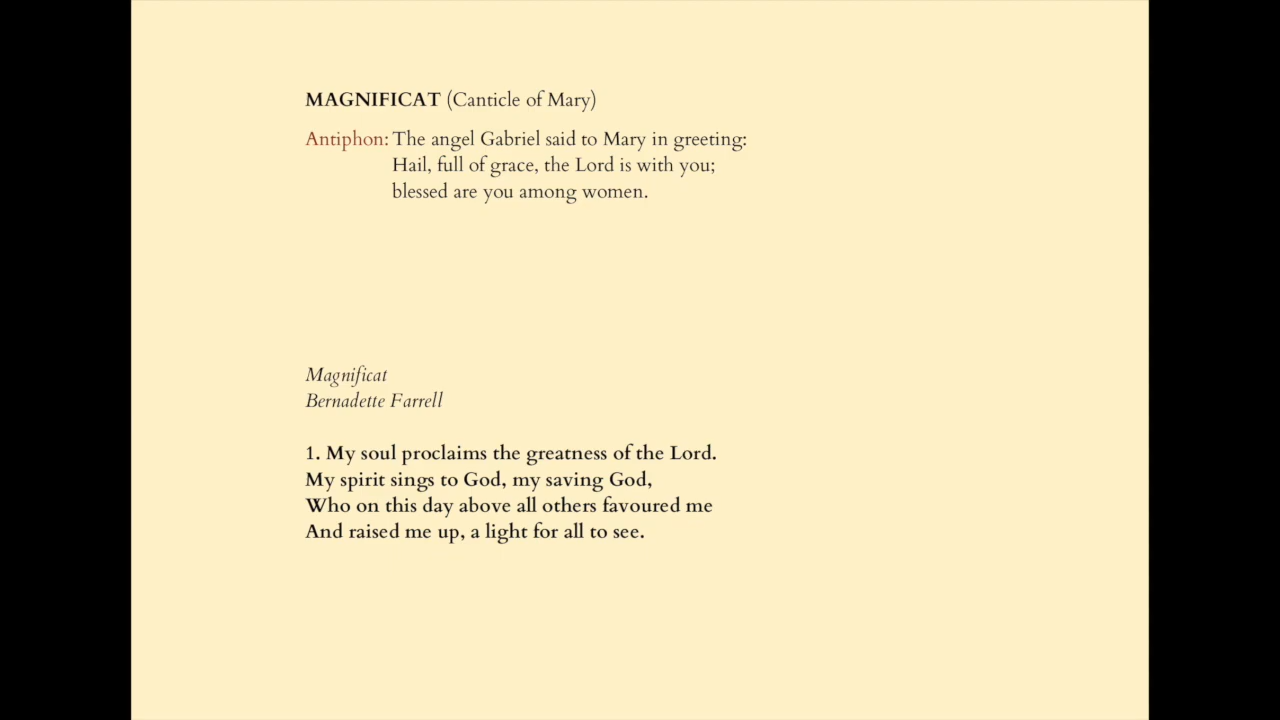 MAGNIFICAT (Canticle of Mary)
Antiphon: The angel Gabriel said to Mary in greeting:
Hail, full of grace, the Lord is with you;
blessed are you among women.
Magnificat
Bernadette Farrell
1. My soul proclaims the greatness of the Lord.
My spirit sings to God, my saving God,
Who on this day above all others favoured me
And raised me up, a light for all to see.